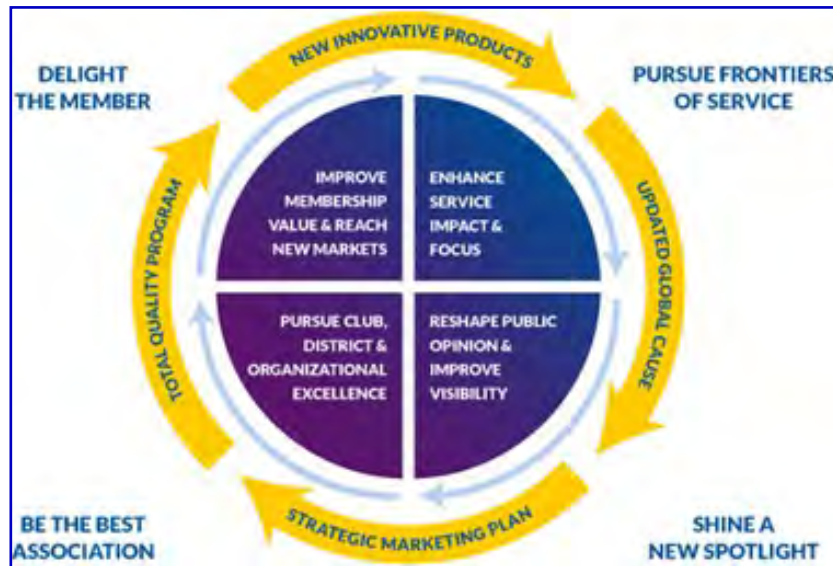 NEW INNOVATIVE PRODUCTS
DELIGHT
THE MEMBER
PURSUE FRONTIERS
OF SERVICE
IMPROVE
MEMBERSHIP
VALUE & REACH
NEW MARKETS
ENHANCE
SERVICE
IMPACT &
FOCUS
TOTAL QUALITY PROGRAM
UPDATED GLOBAL CAUSE
PURSUE CLUB,
DISTRICT &
ORGANIZATIONAL
EXCELLENCE
RESHAPE PUBLIC
OPINION &
IMPROVE
VISIBILITY
STRATEGIC MARKETING PLAN
BE THE BEST
ASSOCIATION
SHINE A
NEW SPOTLIGHT